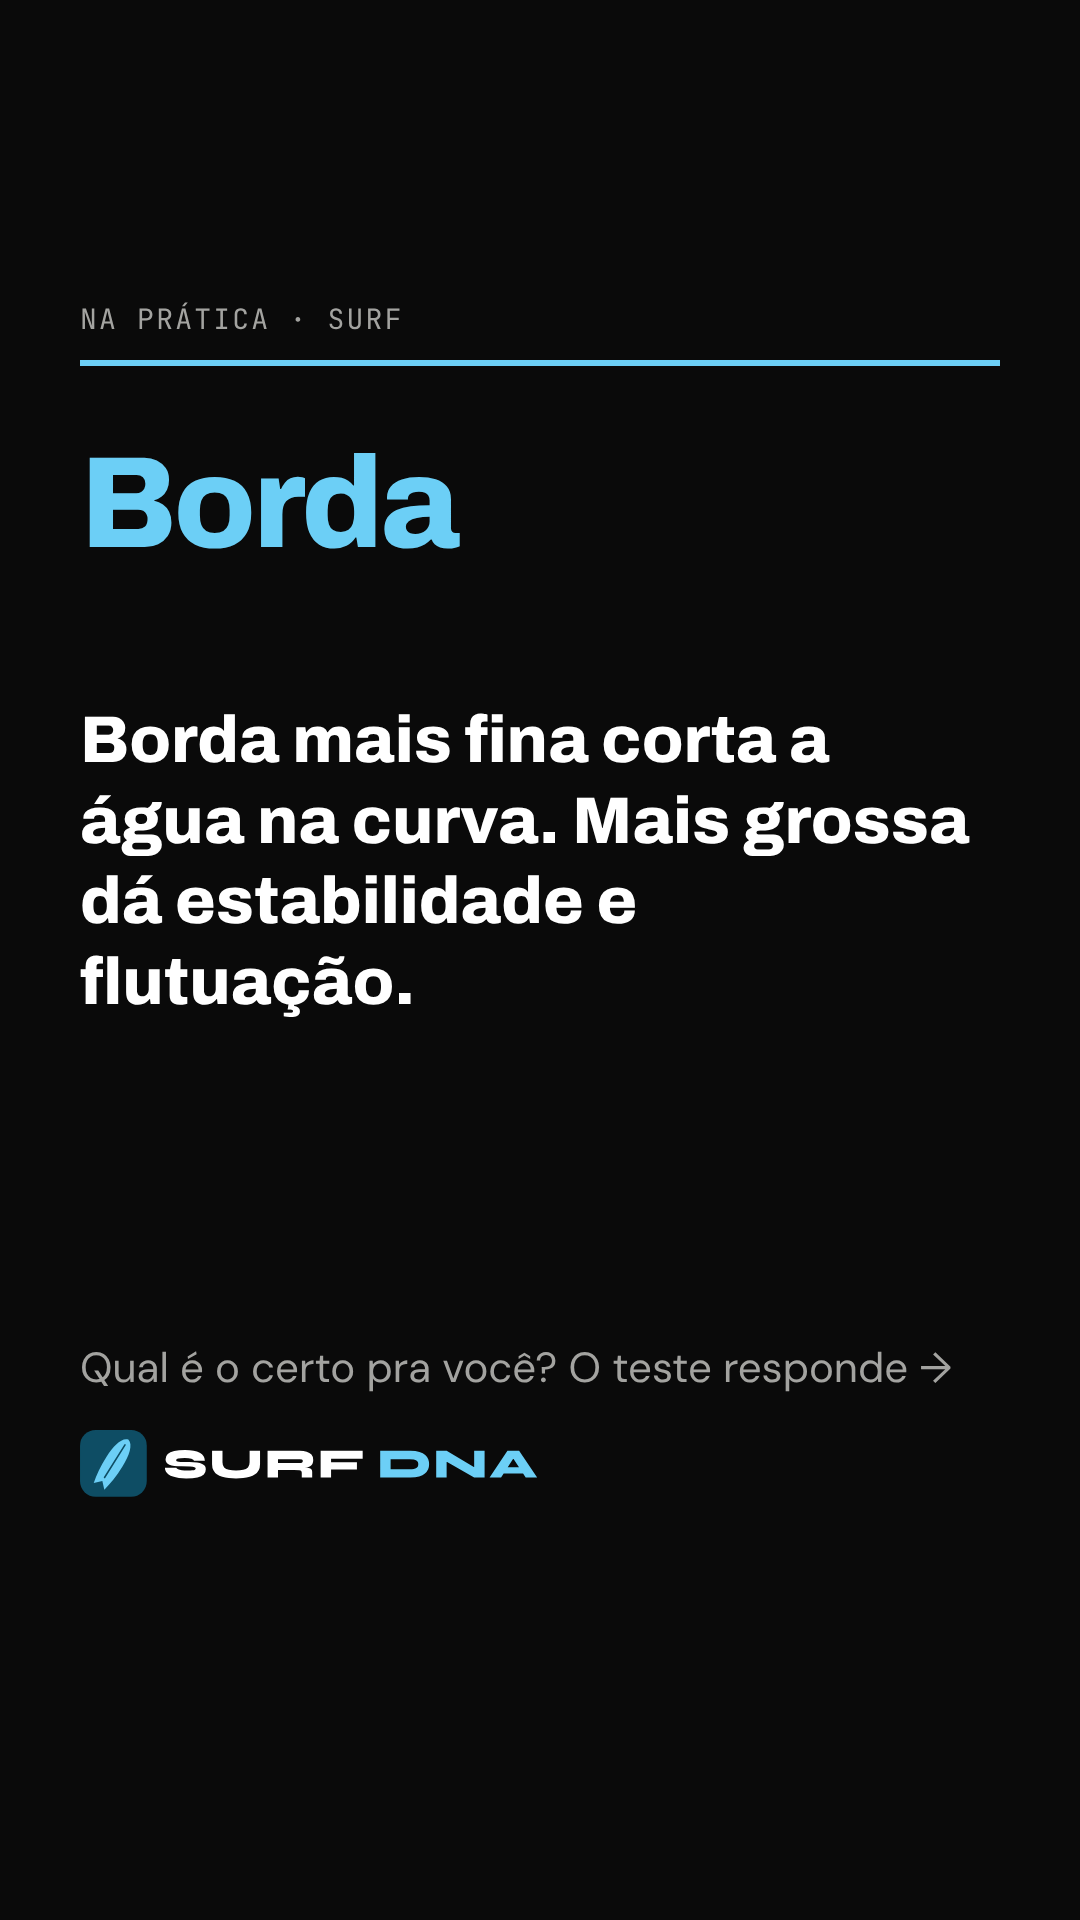 NA PRÁTICA · SURF
Borda
Borda mais fina corta a
água na curva. Mais grossa
dá estabilidade e
flutuação.
Qual é o certo pra você? O teste responde →
SURF DNA